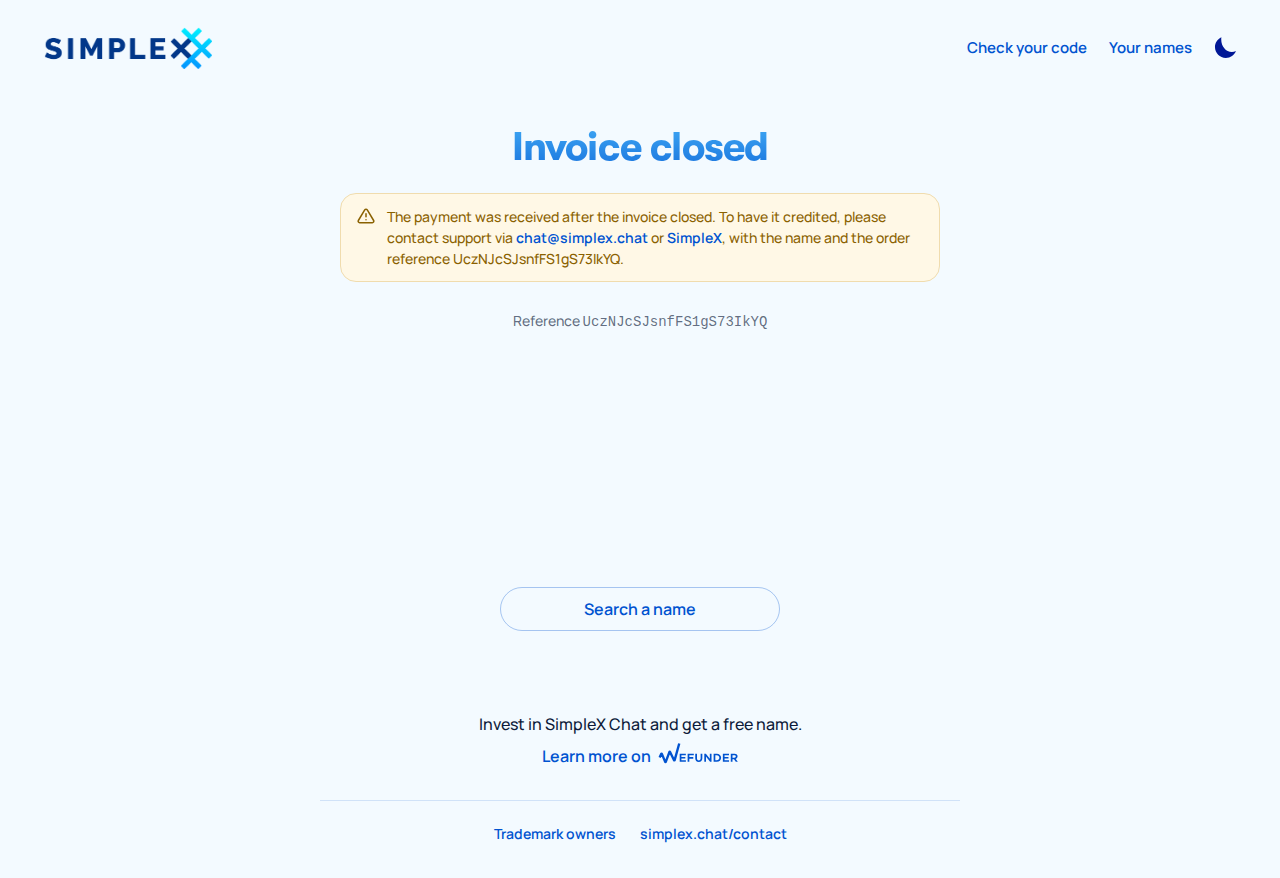 SIMPLEX
Check your code
Your names
Invoice closed
The payment was received after the invoice closed. To have it credited, please
contact support via chat@simplex.chat or SimpleX, with the name and the order
reference UczNJcSJsnfFS1gS73IkYQ.
Reference UczNJcSJsnfFS1gS73IkYQ
Search a name
Invest in SimpleX Chat and get a free name.
Learn more on WEFUNDER
Trademark owners
simplex.chat/contact